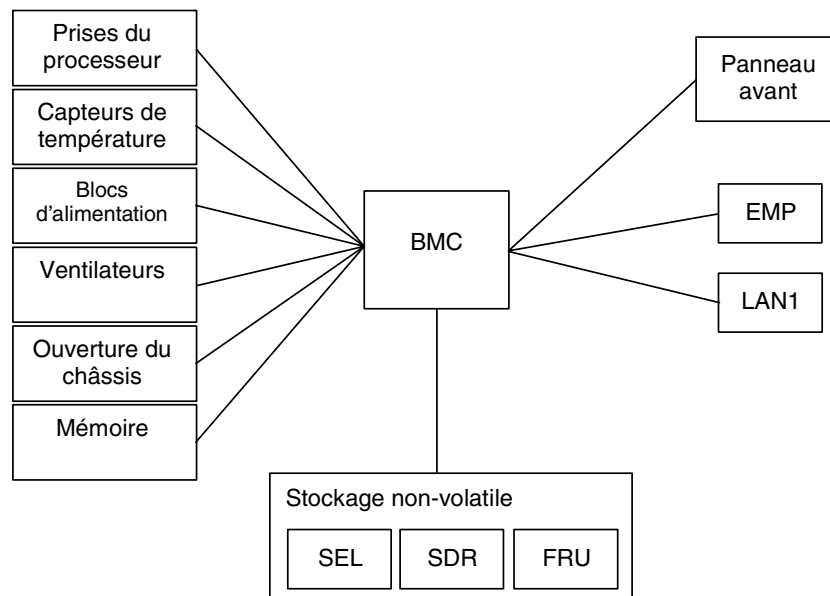 Prises du
processeur
Capteurs de
température
Blocs
d'alimentation
Ventilateurs
Ouverture du
châssis
Mémoire
BMC
Panneau
avant
EMP
LAN1
Stockage non-volatile
SEL
SDR
FRU